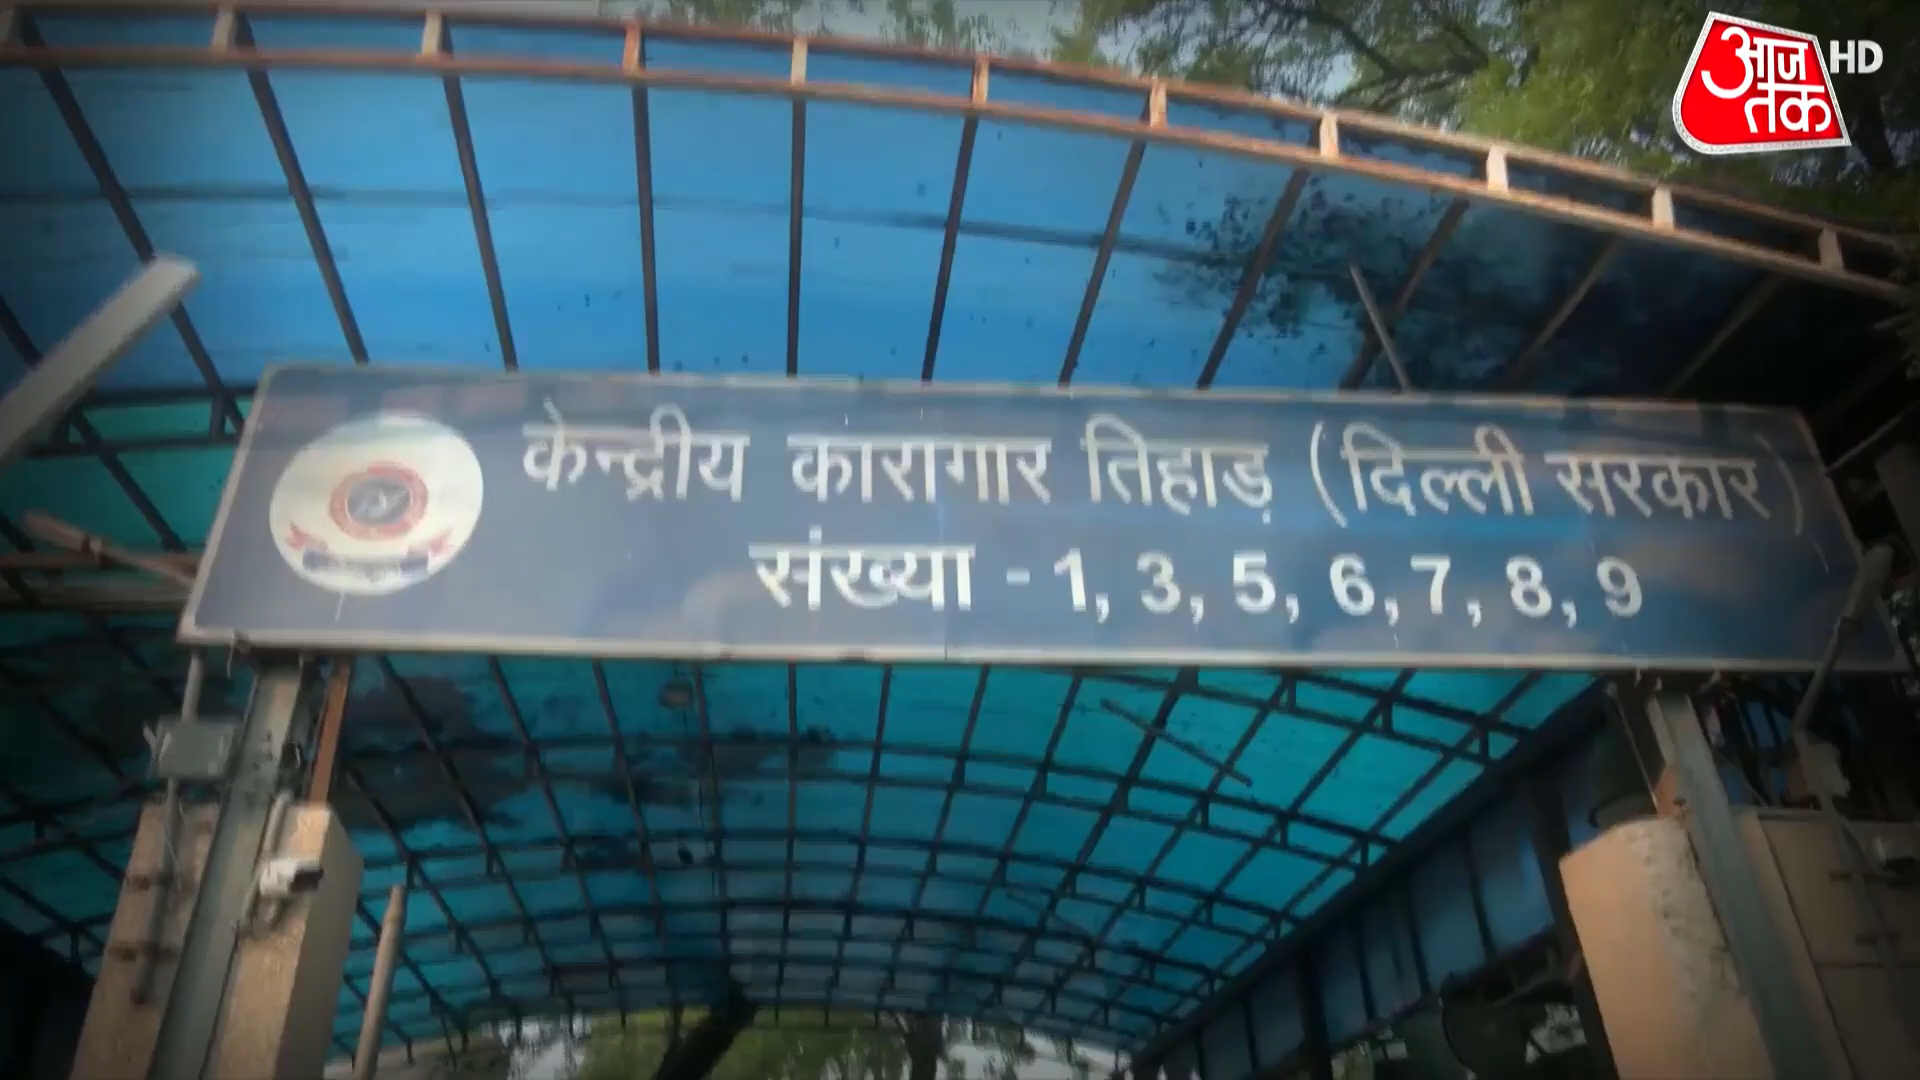 आज तक HD
केन्द्रीय कारागार तिहाड़ (दिल्ली सरकार)
संख्या - 1, 3, 5, 6, 7, 8, 9